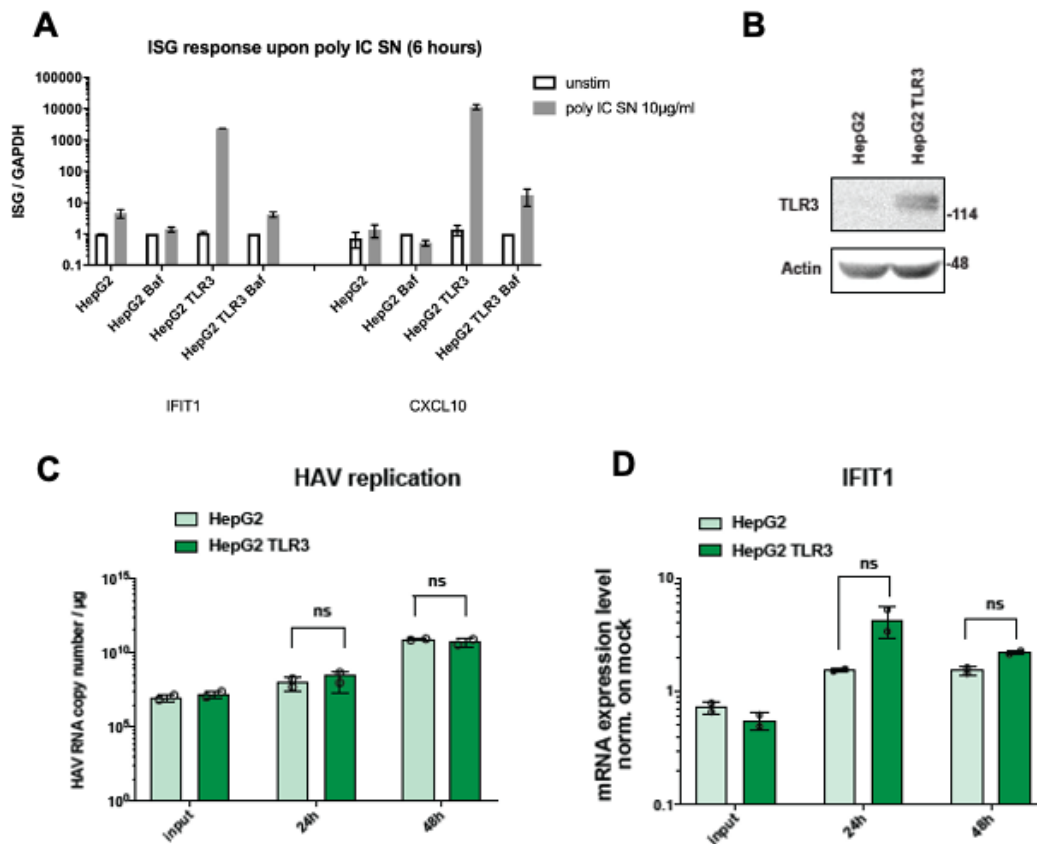 A
ISG response upon poly IC SN (6 hours)
unstim
poly IC SN 10µg/ml
ISG / GAPDH
100000
10000
1000
100
10
1
0.1
HepG2
HepG2 Baf
HepG2 TLR3
HepG2 TLR3 Baf
HepG2
HepG2 Baf
HepG2 TLR3
HepG2 TLR3 Baf
IFIT1
CXCL10
B
HepG2
HepG2 TLR3
TLR3
-114
Actin
-48
C
HAV replication
HepG2
HepG2 TLR3
HAV RNA copy number / µg
10^15
10^10
10^5
10^0
ns
ns
input
24h
48h
D
IFIT1
HepG2
HepG2 TLR3
mRNA expression level
norm. on mock
10
1
0.1
ns
ns
input
24h
48h